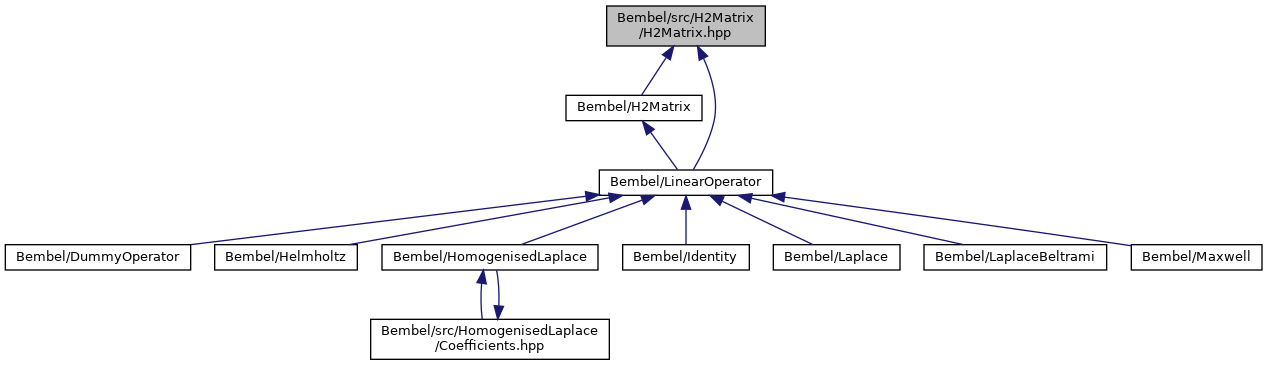 Bembel/src/H2Matrix
/H2Matrix.hpp
Bembel/H2Matrix
Bembel/LinearOperator
Bembel/DummyOperator
Bembel/Helmholtz
Bembel/HomogenisedLaplace
Bembel/Identity
Bembel/Laplace
Bembel/LaplaceBeltrami
Bembel/Maxwell
Bembel/src/HomogenisedLaplace
/Coefficients.hpp